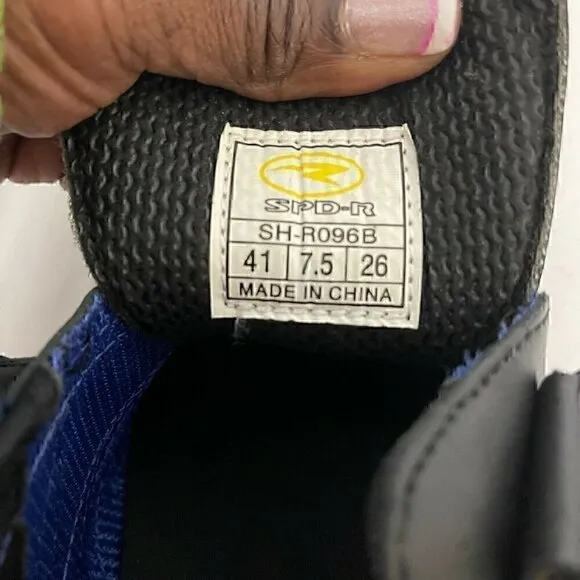 SPD-R
SH-R096B
41 7.5 26
MADE IN CHINA